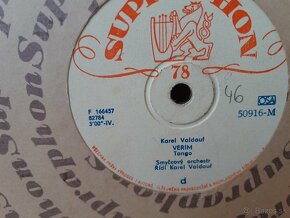 SUPRAPHON
78
F 166457
82784
3'00"-IV.
46
OSA
50916-M
Karel Valdauf
VĚŘÍM
Tango
Smyčcový orchestr
Řídí Karel Valdauf
d
Supraphon